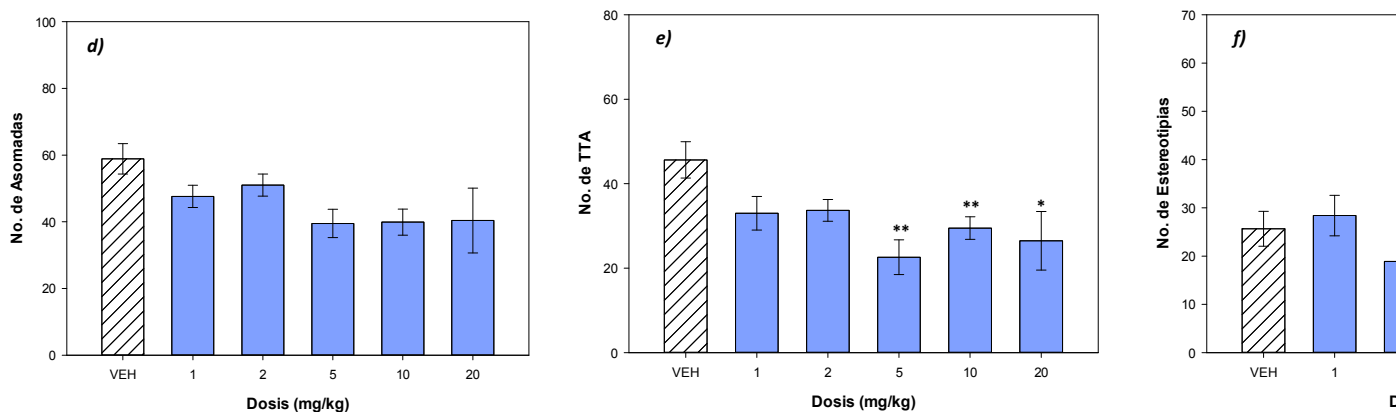 d)
No. de Asomadas
100
80
60
40
20
0
VEH 1 2 5 10 20
Dosis (mg/kg)
e)
No. de TTA
80
60
40
20
0
** ** *
VEH 1 2 5 10 20
Dosis (mg/kg)
f)
No. de Estereotipias
70
60
50
40
30
20
10
0
VEH 1
D